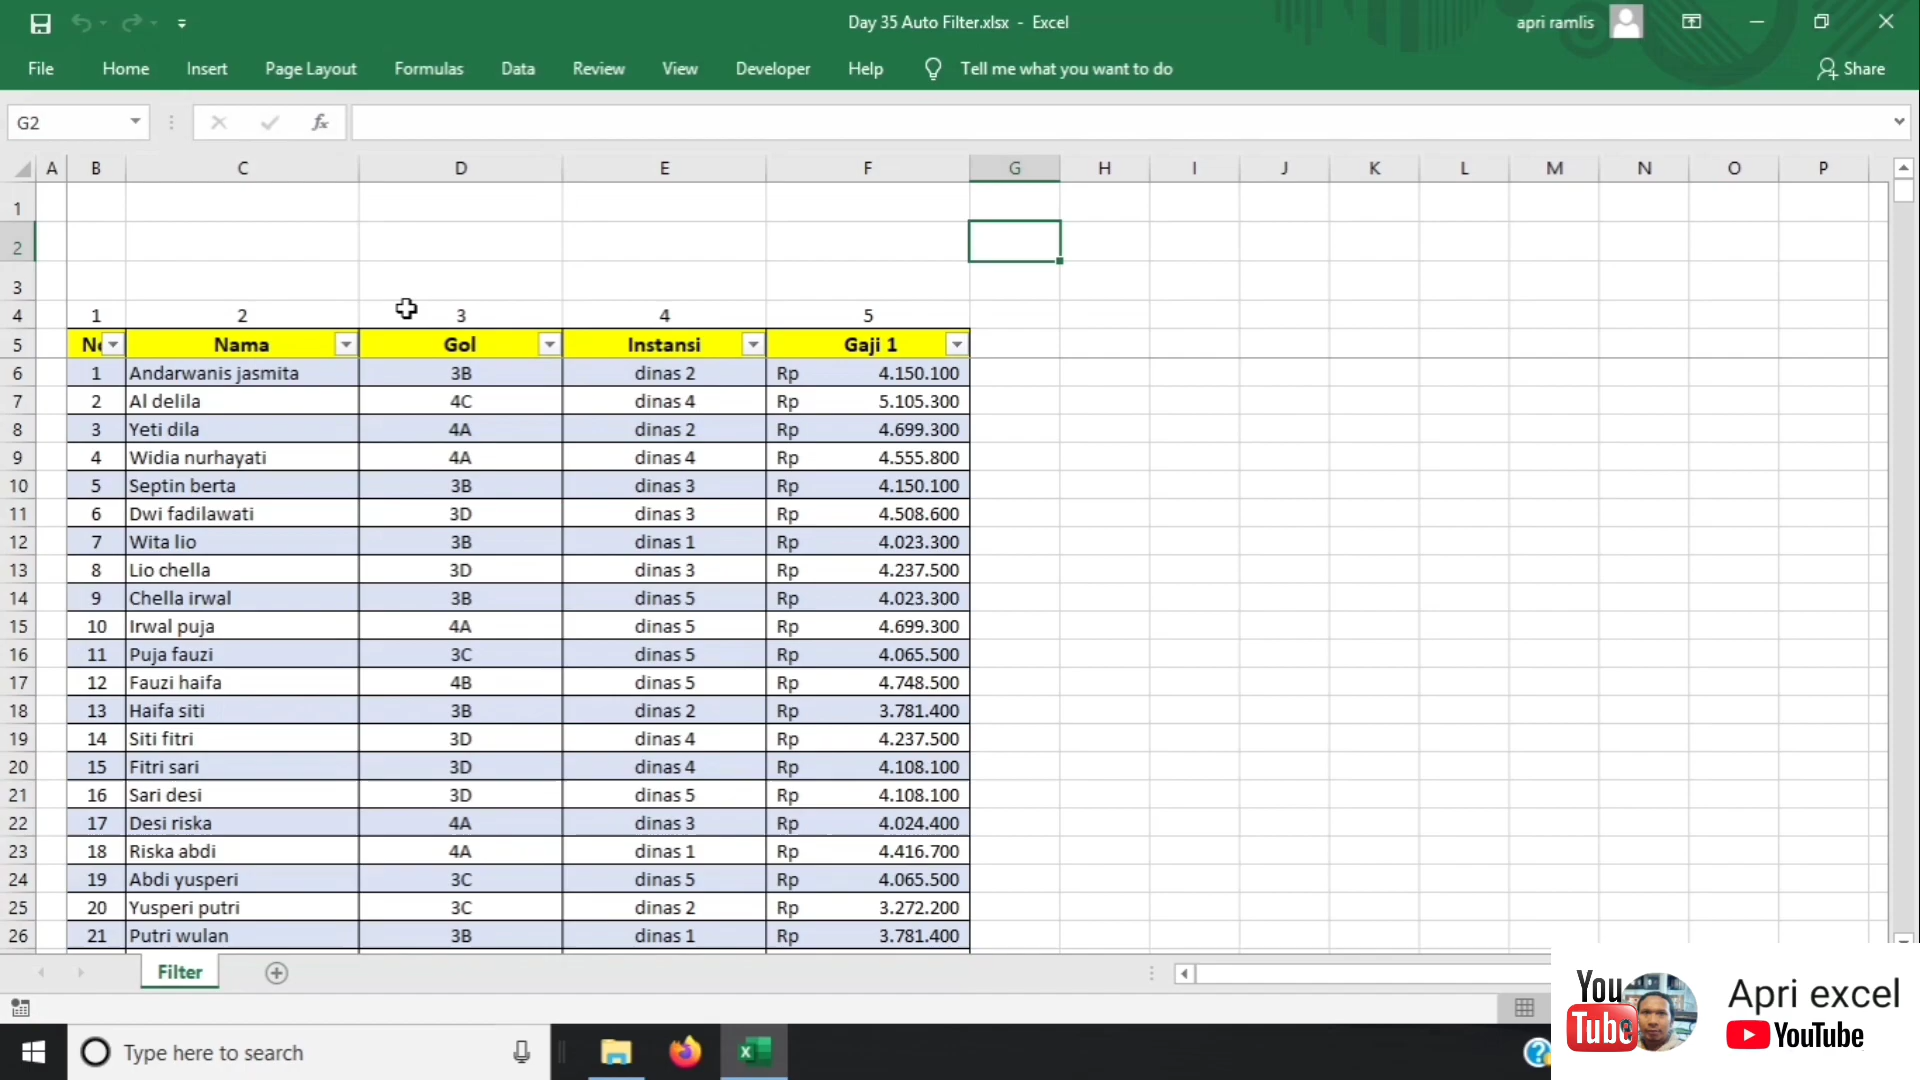 Day 35 Auto Filter.xlsx - Excel
apri ramlis
File Home Insert Page Layout Formulas Data Review View Developer Help Tell me what you want to do Share
G2 fx
A B C D E F G H I J K L M N O P
1
2
3
4 1 2 3 4 5
5 Nama Gol Instansi Gaji 1
6 1 Andarwanis jasmita 3B dinas 2 Rp 4.150.100
7 2 Al delila 4C dinas 4 Rp 5.105.300
8 3 Yeti dila 4A dinas 2 Rp 4.699.300
9 4 Widia nurhayati 4A dinas 4 Rp 4.555.800
10 5 Septin berta 3B dinas 3 Rp 4.150.100
11 6 Dwi fadilawati 3D dinas 3 Rp 4.508.600
12 7 Wita lio 3B dinas 1 Rp 4.023.300
13 8 Lio chella 3D dinas 3 Rp 4.237.500
14 9 Chella irwal 3B dinas 5 Rp 4.023.300
15 10 Irwal puja 4A dinas 5 Rp 4.699.300
16 11 Puja fauzi 3C dinas 5 Rp 4.065.500
17 12 Fauzi haifa 4B dinas 5 Rp 4.748.500
18 13 Haifa siti 3B dinas 2 Rp 3.781.400
19 14 Siti fitri 3D dinas 4 Rp 4.237.500
20 15 Fitri sari 3D dinas 4 Rp 4.108.100
21 16 Sari desi 3D dinas 5 Rp 4.108.100
22 17 Desi riska 4A dinas 3 Rp 4.024.400
23 18 Riska abdi 4A dinas 1 Rp 4.416.700
24 19 Abdi yusperi 3C dinas 5 Rp 4.065.500
25 20 Yusperi putri 3C dinas 2 Rp 3.272.200
26 21 Putri wulan 3B dinas 1 Rp 3.781.400
Filter
You Tube
Apri excel
YouTube
Type here to search